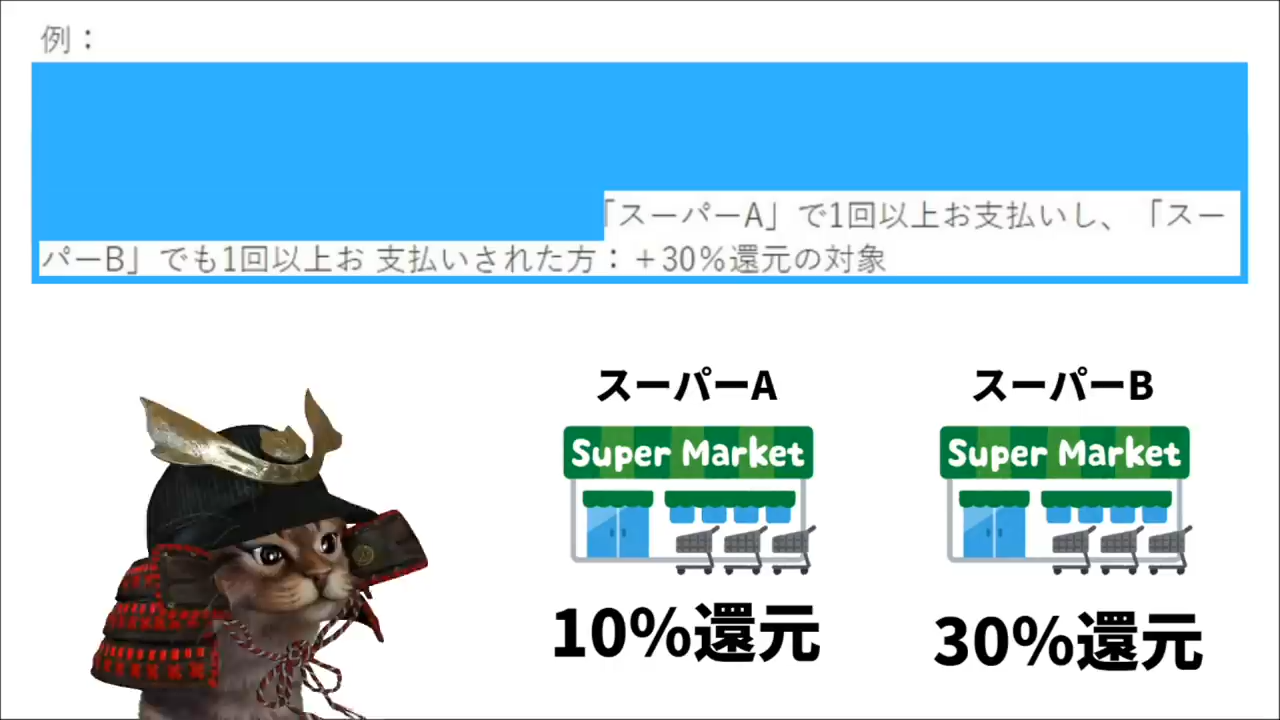 例：
「スーパーA」で1回以上お支払いし、「スー
パーB」でも1回以上お 支払いされた方：＋30%還元の対象
スーパーA
スーパーB
Super Market
Super Market
10%還元
30%還元